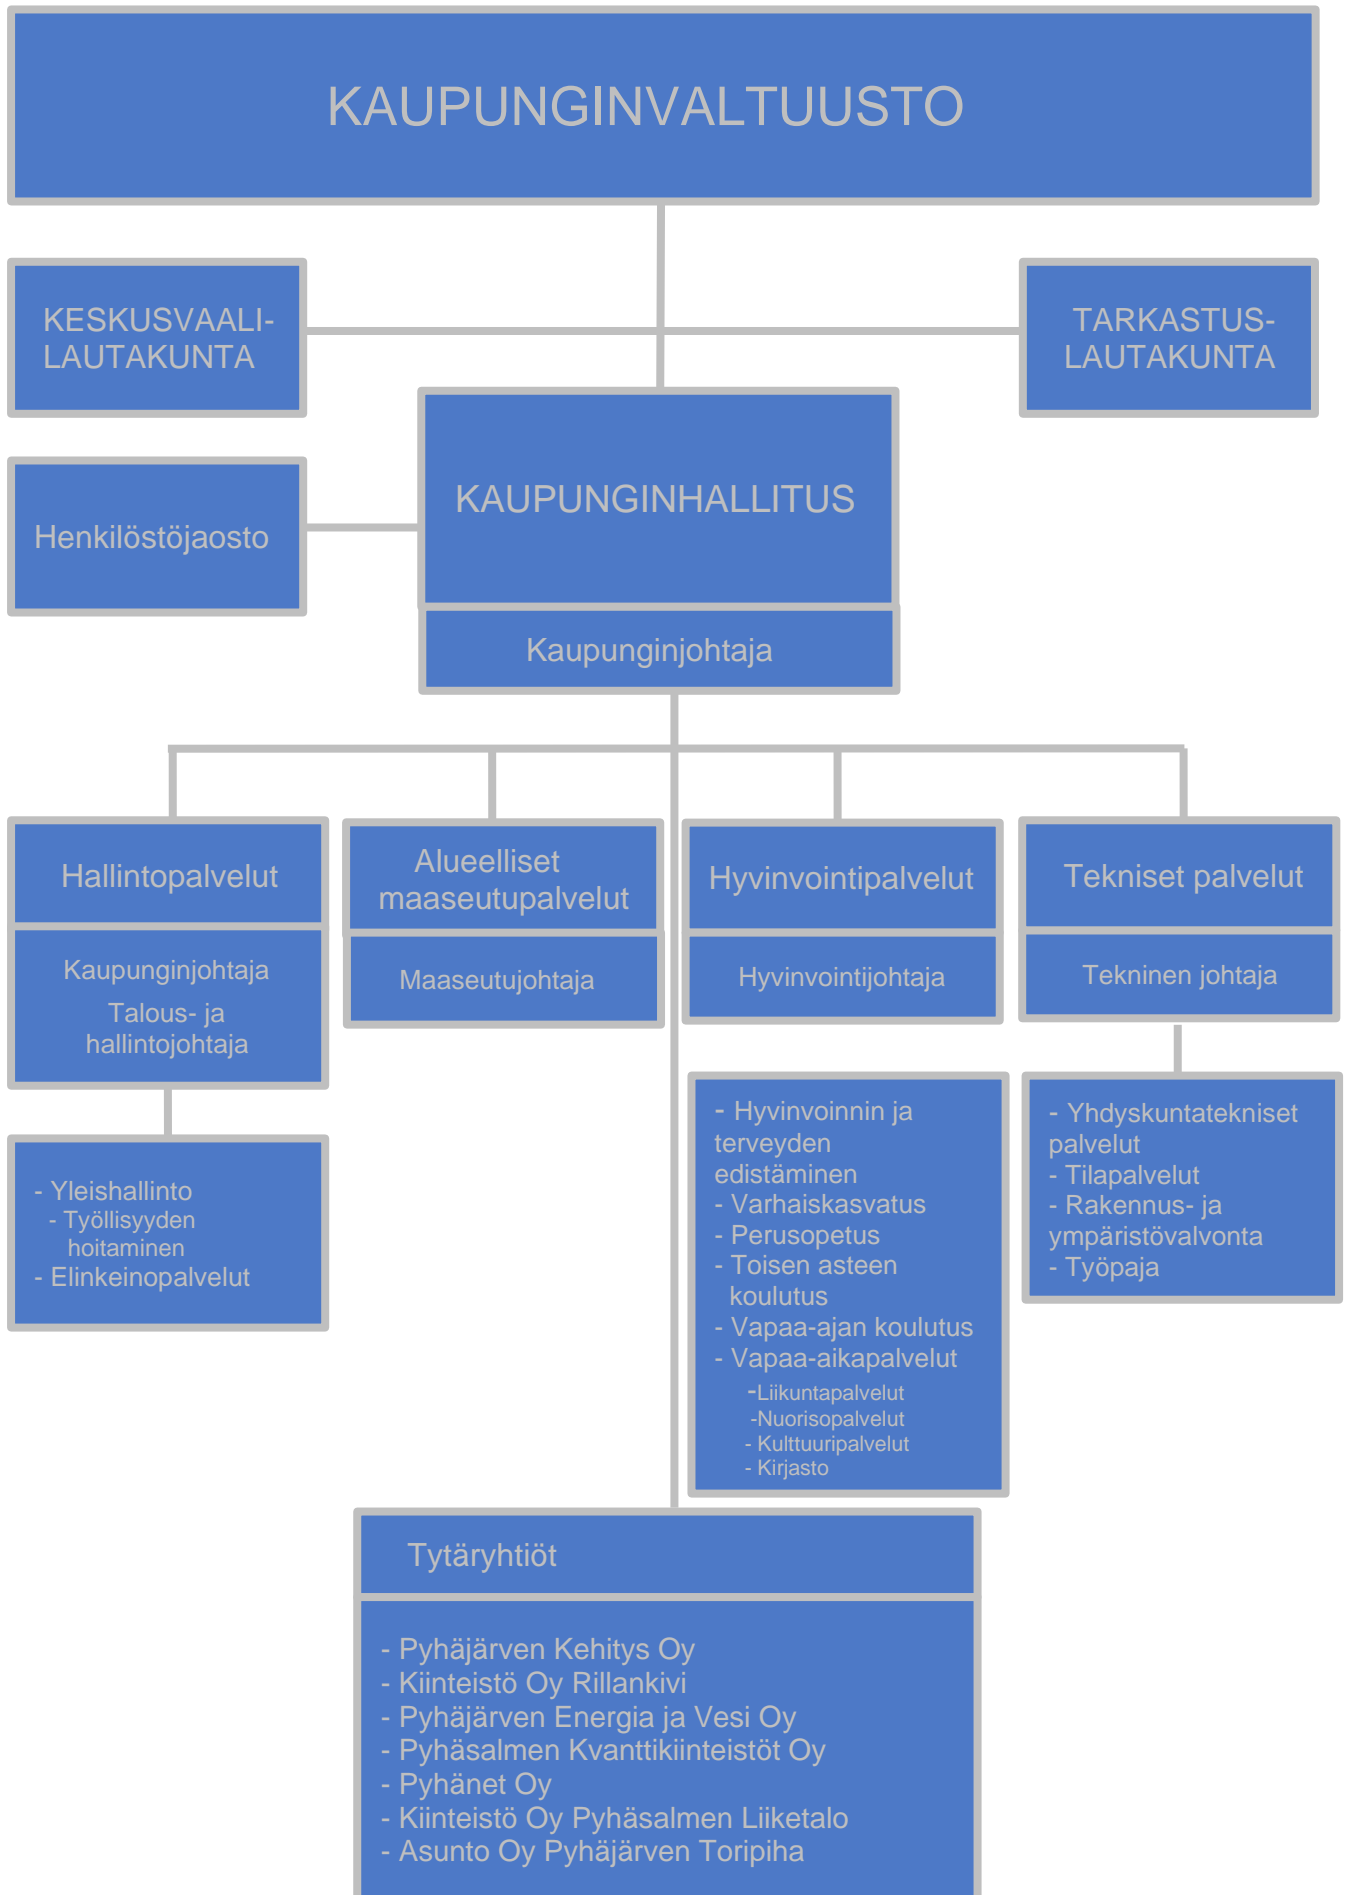 KAUPUNGINVALTUUSTO
KESKUSVAALI-
LAUTAKUNTA
TARKASTUS-
LAUTAKUNTA
KAUPUNGINHALLITUS
Henkilöstöjaosto
Kaupunginjohtaja
Hallintopalvelut
Kaupunginjohtaja
Talous- ja
hallintojohtaja
Alueelliset
maaseutupalvelut
Maaseutujohtaja
Hyvinvointipalvelut
Hyvinvointijohtaja
Tekniset palvelut
Tekninen johtaja
- Yleishallinto
- Työllisyyden
hoitaminen
- Elinkeinopalvelut
- Hyvinvoinnin ja
terveyden
edistäminen
- Varhaiskasvatus
- Perusopetus
- Toisen asteen
koulutus
- Vapaa-ajan koulutus
- Vapaa-aikapalvelut
-Liikuntapalvelut
-Nuorisopalvelut
- Kulttuuripalvelut
- Kirjasto
- Yhdyskuntatekniset
palvelut
- Tilapalvelut
- Rakennus- ja
ympäristövalvonta
- Työpaja
Tytäryhtiöt
- Pyhäjärven Kehitys Oy
- Kiinteistö Oy Rillankivi
- Pyhäjärven Energia ja Vesi Oy
- Pyhäsalmen Kvanttikiinteistöt Oy
- Pyhänet Oy
- Kiinteistö Oy Pyhäsalmen Liiketalo
- Asunto Oy Pyhäjärven Toripiha